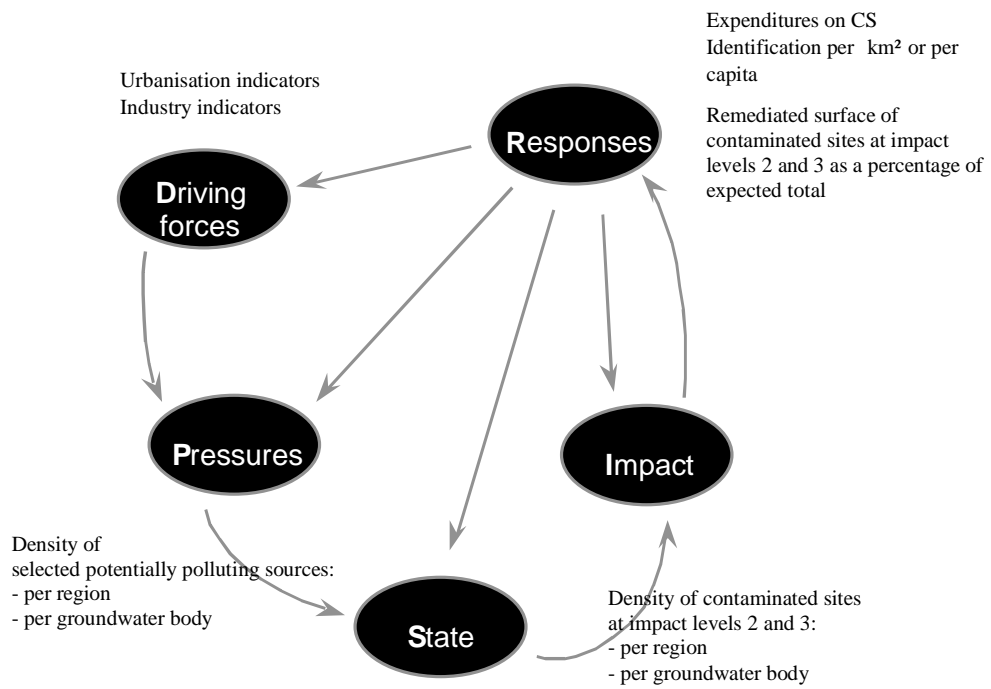 Expenditures on CS
Identification per km² or per
capita
Urbanisation indicators
Industry indicators
Remediated surface of
contaminated sites at impact
levels 2 and 3 as a percentage of
expected total
Responses
Driving
forces
Pressures
Impact
Density of
selected potentially polluting sources:
- per region
- per groundwater body
State
Density of contaminated sites
at impact levels 2 and 3:
- per region
- per groundwater body